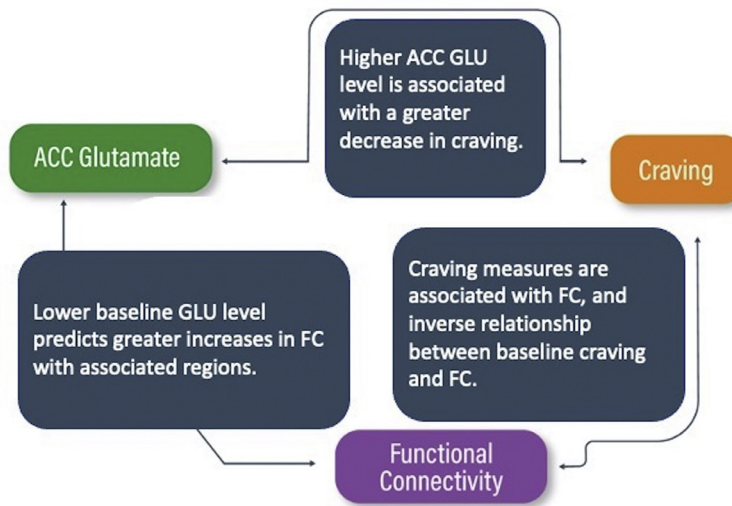 Higher ACC GLU
level is associated
with a greater
decrease in craving.
ACC Glutamate
Craving
Lower baseline GLU level
predicts greater increases in FC
with associated regions.
Craving measures are
associated with FC, and
inverse relationship
between baseline craving
and FC.
Functional
Connectivity